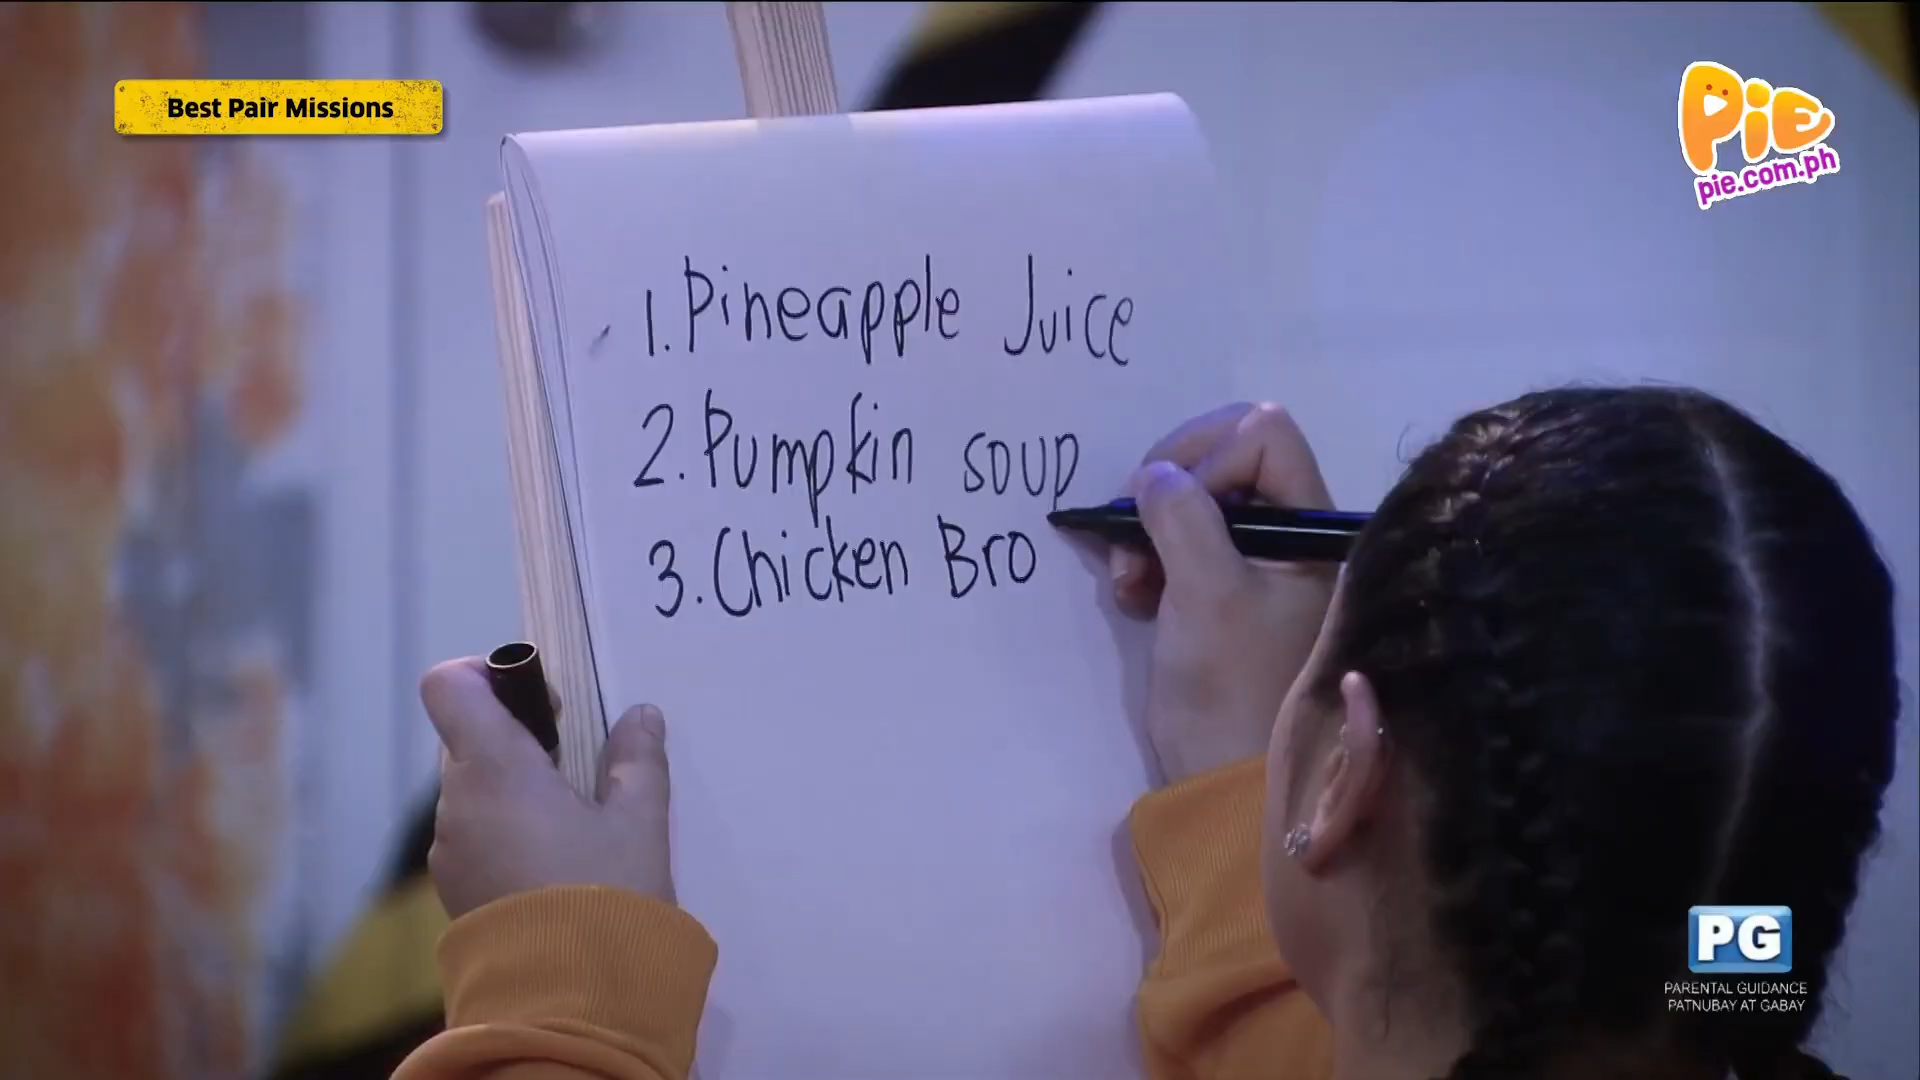 Best Pair Missions
Pie
pie.com.ph
1. Pineapple Juice
2. Pumpkin soup
3. Chicken Bro
PG
PARENTAL GUIDANCE
PATNUBAY AT GABAY